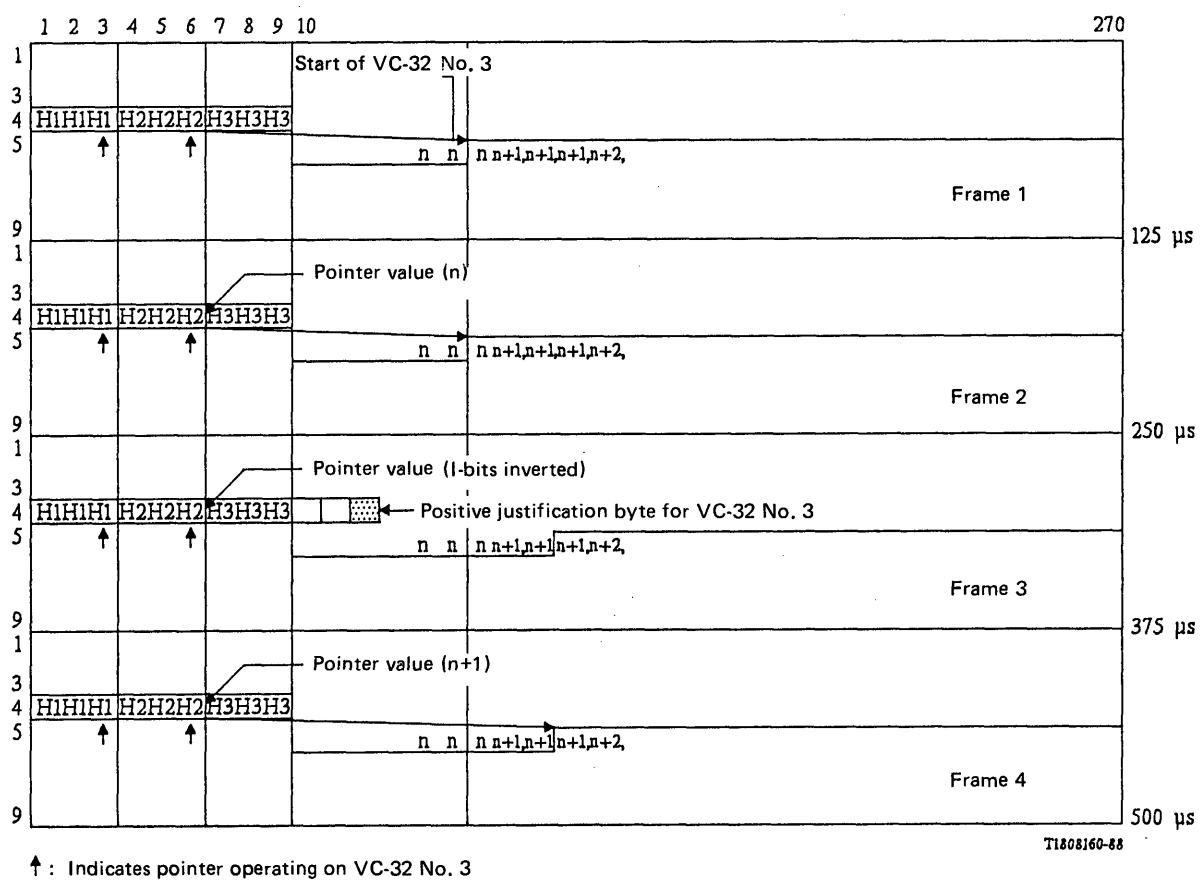 1 2 3 4 5 6 7 8 9 10 270
1
Start of VC-32 No. 3
3
4 H1H1H1 H2H2H2 H3H3H3
5
n n n n+1,n+1,n+1,n+2,
Frame 1
9
125 µs
1
Pointer value (n)
3
4 H1H1H1 H2H2H2 H3H3H3
5
n n n n+1,n+1,n+1,n+2,
Frame 2
9
250 µs
1
Pointer value (I-bits inverted)
3
4 H1H1H1 H2H2H2 H3H3H3 Positive justification byte for VC-32 No. 3
5
n n n n+1,n+1 n+1,n+2,
Frame 3
9
375 µs
1
Pointer value (n+1)
3
4 H1H1H1 H2H2H2 H3H3H3
5
n n n n+1,n+1 n+1,n+2,
Frame 4
9
500 µs
T1808160-88
↑ : Indicates pointer operating on VC-32 No. 3